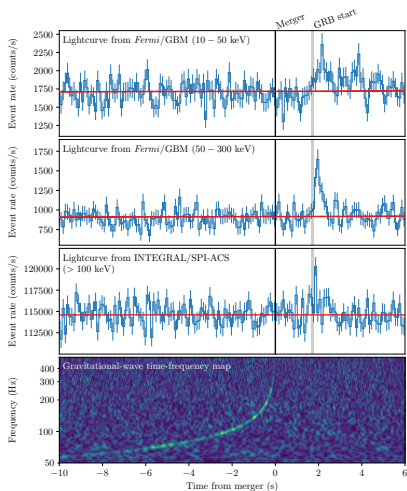 Merger
GRB start
Lightcurve from Fermi/GBM (10 − 50 keV)
Event rate (counts/s)
2500
2250
2000
1750
1500
1250
Lightcurve from Fermi/GBM (50 − 300 keV)
Event rate (counts/s)
1750
1500
1250
1000
750
Lightcurve from INTEGRAL/SPI-ACS
(> 100 keV)
Event rate (counts/s)
120000
117500
115000
112500
Gravitational-wave time-frequency map
Frequency (Hz)
400
300
200
100
50
−10 −8 −6 −4 −2 0 2 4 6
Time from merger (s)